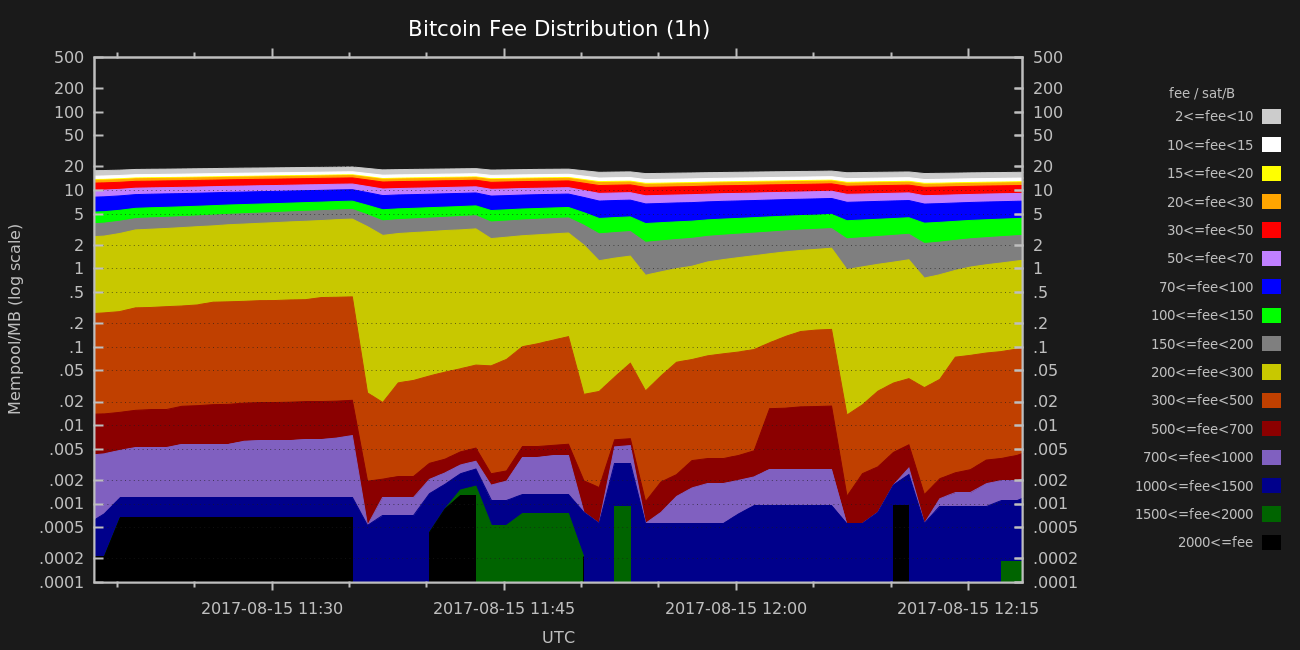 Bitcoin Fee Distribution (1h)
Mempool/MB (log scale)
500
200
100
50
20
10
5
2
1
.5
.2
.1
.05
.02
.01
.005
.002
.001
.0005
.0002
.0001
500
200
100
50
20
10
5
2
1
.5
.2
.1
.05
.02
.01
.005
.002
.001
.0005
.0002
.0001
2017-08-15 11:30
2017-08-15 11:45
2017-08-15 12:00
2017-08-15 12:15
UTC
fee / sat/B
2<=fee<10
10<=fee<15
15<=fee<20
20<=fee<30
30<=fee<50
50<=fee<70
70<=fee<100
100<=fee<150
150<=fee<200
200<=fee<300
300<=fee<500
500<=fee<700
700<=fee<1000
1000<=fee<1500
1500<=fee<2000
2000<=fee